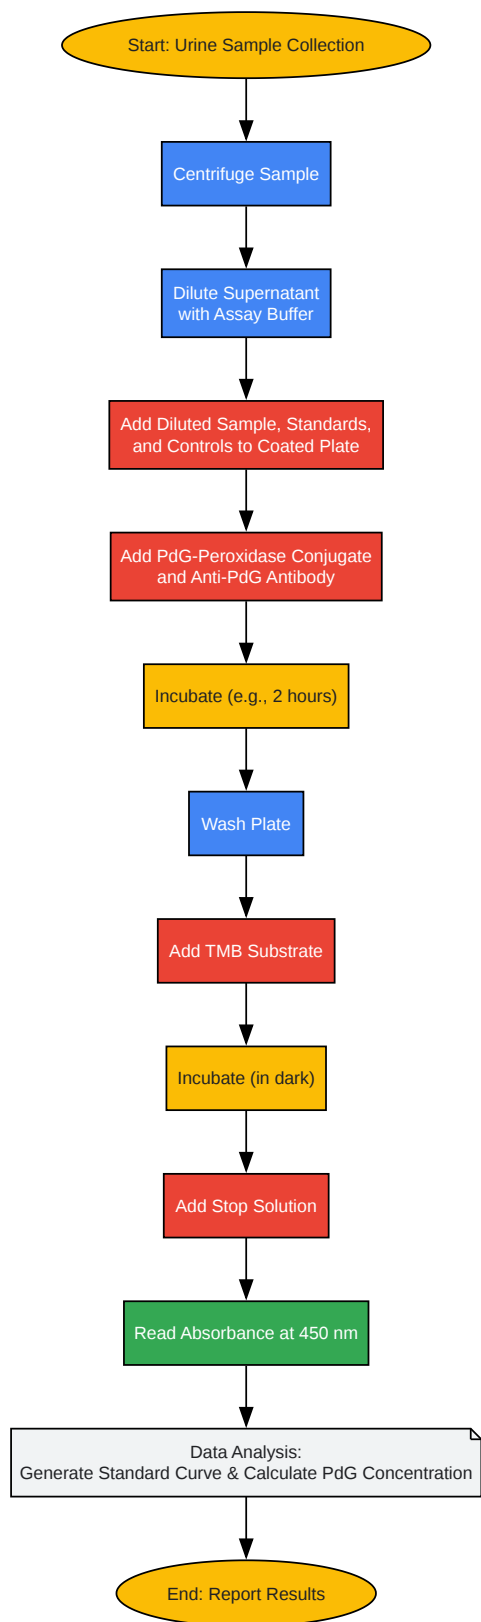 Start: Urine Sample Collection
Centrifuge Sample
Dilute Supernatant
with Assay Buffer
Add Diluted Sample, Standards,
and Controls to Coated Plate
Add PdG-Peroxidase Conjugate
and Anti-PdG Antibody
Incubate (e.g., 2 hours)
Wash Plate
Add TMB Substrate
Incubate (in dark)
Add Stop Solution
Read Absorbance at 450 nm
Data Analysis:
Generate Standard Curve & Calculate PdG Concentration
End: Report Results